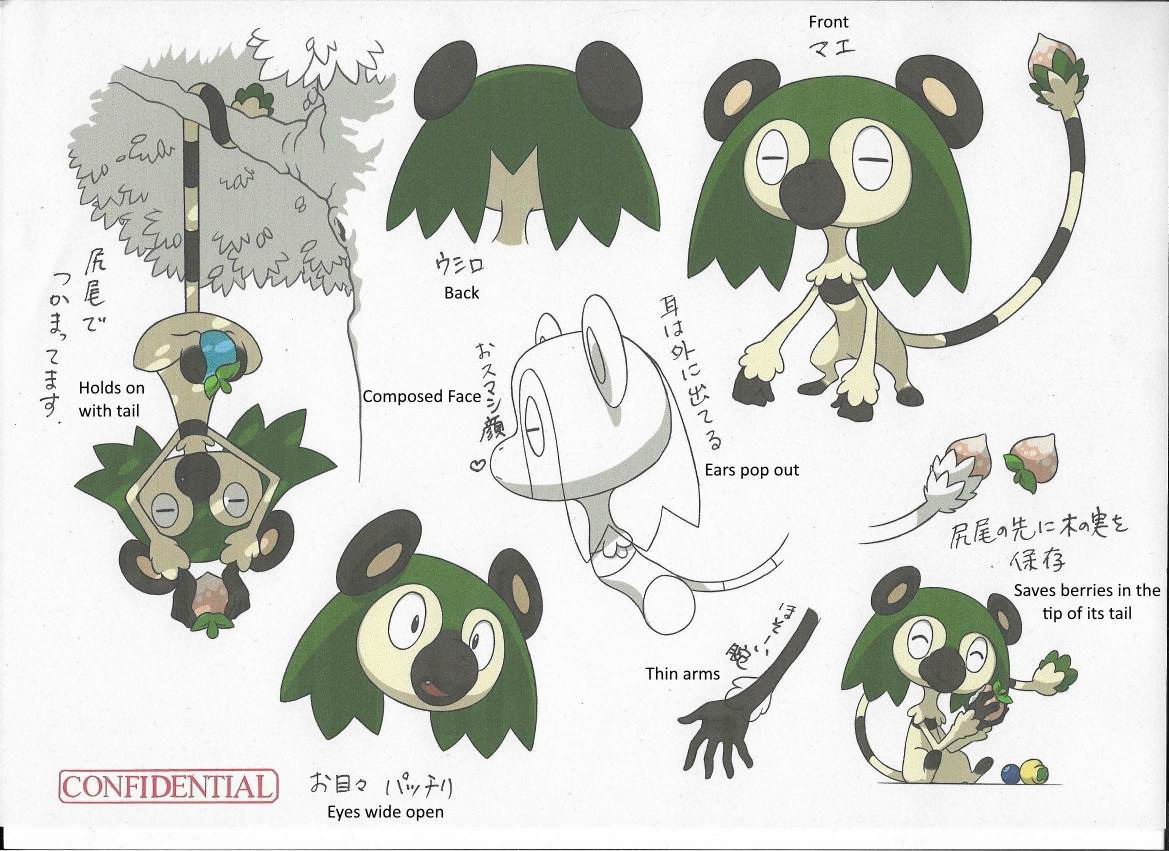 Front
マエ
ウシロ
Back
尻尾で
つかまってます.
Holds on
with tail
Composed Face
おスマシ顔.
耳は外に出てる
Ears pop out
尻尾の先に木の実を
保存
Saves berries in the
tip of its tail
ほそーい
腕
Thin arms
CONFIDENTIAL
お目々 パッチリ
Eyes wide open